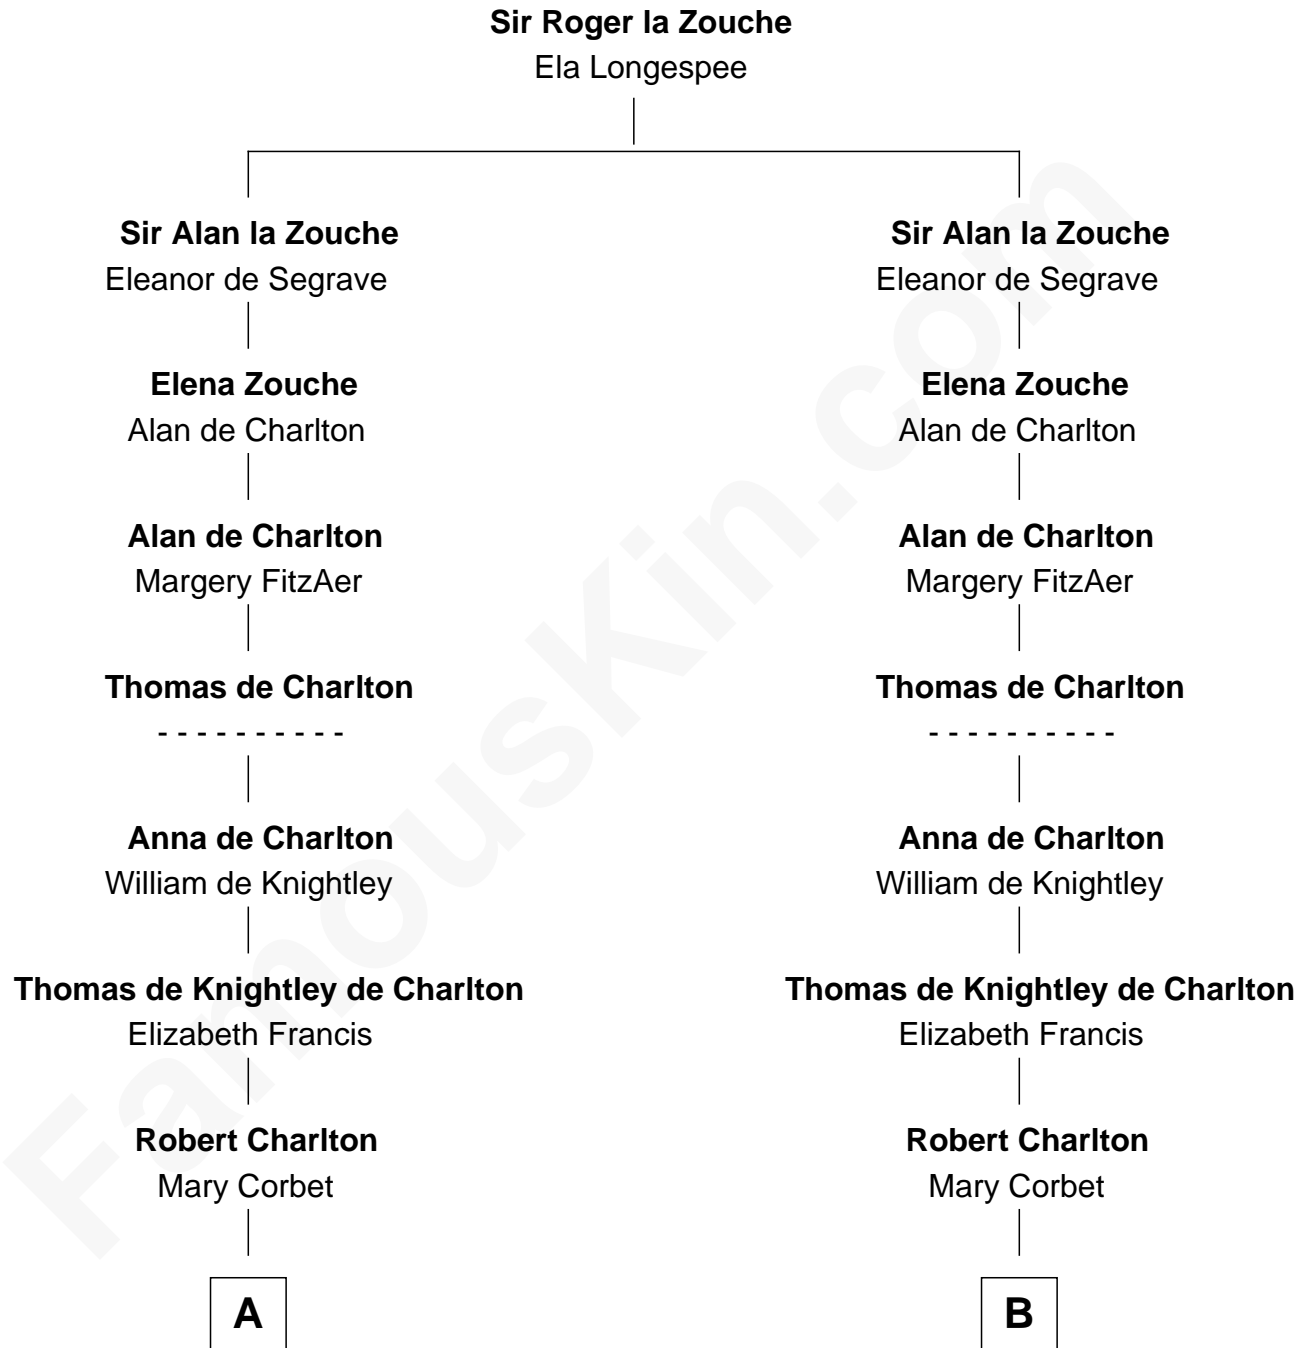 Sir Roger la Zouche
Ela Longespee
Sir Alan la Zouche
Eleanor de Segrave
Elena Zouche
Alan de Charlton
Alan de Charlton
Margery FitzAer
Thomas de Charlton
- - - - - - - - - -
Anna de Charlton
William de Knightley
Thomas de Knightley de Charlton
Elizabeth Francis
Robert Charlton
Mary Corbet
A
Sir Alan la Zouche
Eleanor de Segrave
Elena Zouche
Alan de Charlton
Alan de Charlton
Margery FitzAer
Thomas de Charlton
- - - - - - - - - -
Anna de Charlton
William de Knightley
Thomas de Knightley de Charlton
Elizabeth Francis
Robert Charlton
Mary Corbet
B
FamousKin.com